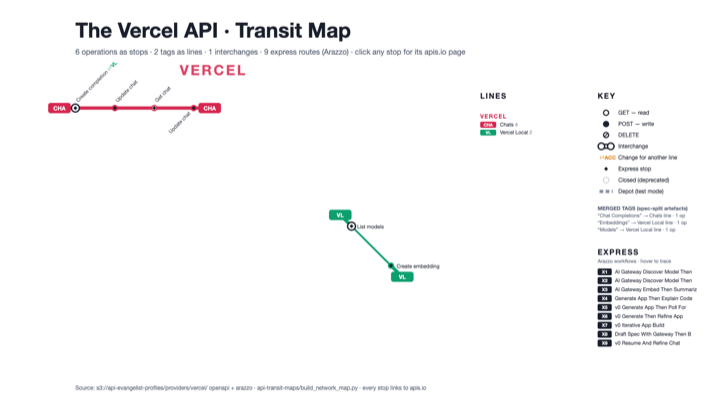 The Vercel API · Transit Map
6 operations as stops · 2 tags as lines · 1 interchanges · 9 express routes (Arazzo) · click any stop for its apis.io page
VERCEL
Create completion
VL
Update chat
Get chat
Update chat
CHA
CHA
VL
List models
Create embedding
VL
LINES
VERCEL
CHA Chats 4
VL Vercel Local 2
KEY
GET — read
POST — write
DELETE
Interchange
ACC Change for another line
Express stop
Closed (deprecated)
Depot (test mode)
MERGED TAGS (spec-split artefacts)
"Chat Completions" → Chats line · 1 op
"Embeddings" → Vercel Local line · 1 op
"Models" → Vercel Local line · 1 op
EXPRESS
Arazzo workflows · hover to trace
X1 AI Gateway Discover Model Then
X2 AI Gateway Discover Model Then
X3 AI Gateway Embed Then Summariz
X4 Generate App Then Explain Code
X5 v0 Generate App Then Poll For
X6 v0 Generate Then Refine App
X7 v0 Iterative App Build
X8 Draft Spec With Gateway Then B
X9 v0 Resume And Refine Chat
Source: s3://api-evangelist-profiles/providers/vercel/ openapi + arazzo · api-transit-maps/build_network_map.py · every stop links to apis.io